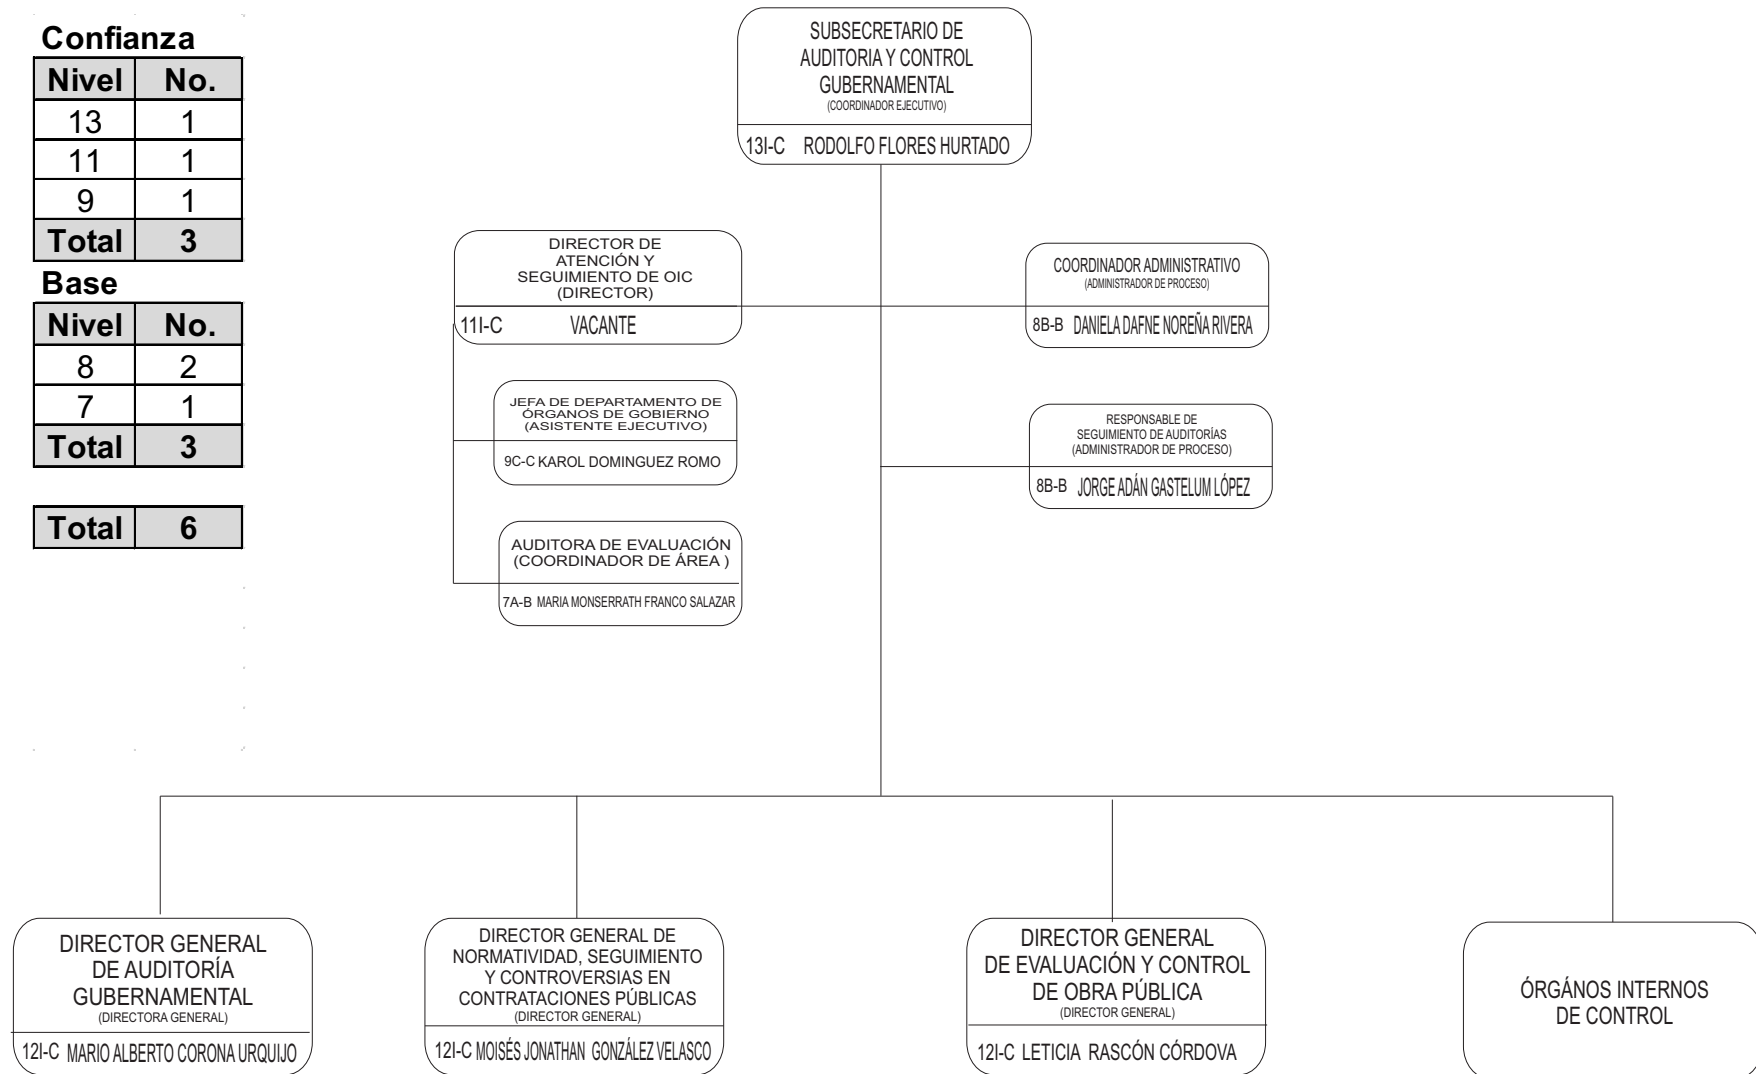 Confianza
Nivel No.
13 1
11 1
9 1
Total 3
Base
Nivel No.
8 2
7 1
Total 3
Total 6
SUBSECRETARIO DE
AUDITORIA Y CONTROL
GUBERNAMENTAL
(COORDINADOR EJECUTIVO)
13I-C RODOLFO FLORES HURTADO
DIRECTOR DE
ATENCIÓN Y
SEGUIMIENTO DE OIC
(DIRECTOR)
11I-C VACANTE
COORDINADOR ADMINISTRATIVO
(ADMINISTRADOR DE PROCESO)
8B-B DANIELA DAFNE NOREÑA RIVERA
JEFA DE DEPARTAMENTO DE
ÓRGANOS DE GOBIERNO
(ASISTENTE EJECUTIVO)
9C-C KAROL DOMINGUEZ ROMO
RESPONSABLE DE
SEGUIMIENTO DE AUDITORÍAS
(ADMINISTRADOR DE PROCESO)
8B-B JORGE ADÁN GASTELUM LÓPEZ
AUDITORA DE EVALUACIÓN
(COORDINADOR DE ÁREA )
7A-B MARIA MONSERRATH FRANCO SALAZAR
DIRECTOR GENERAL
DE AUDITORÍA
GUBERNAMENTAL
(DIRECTORA GENERAL)
12I-C MARIO ALBERTO CORONA URQUIJO
DIRECTOR GENERAL DE
NORMATIVIDAD, SEGUIMIENTO
Y CONTROVERSIAS EN
CONTRATACIONES PÚBLICAS
(DIRECTOR GENERAL)
12I-C MOISÉS JONATHAN GONZÁLEZ VELASCO
DIRECTOR GENERAL
DE EVALUACIÓN Y CONTROL
DE OBRA PÚBLICA
(DIRECTOR GENERAL)
12I-C LETICIA RASCÓN CÓRDOVA
ÓRGÁNOS INTERNOS
DE CONTROL